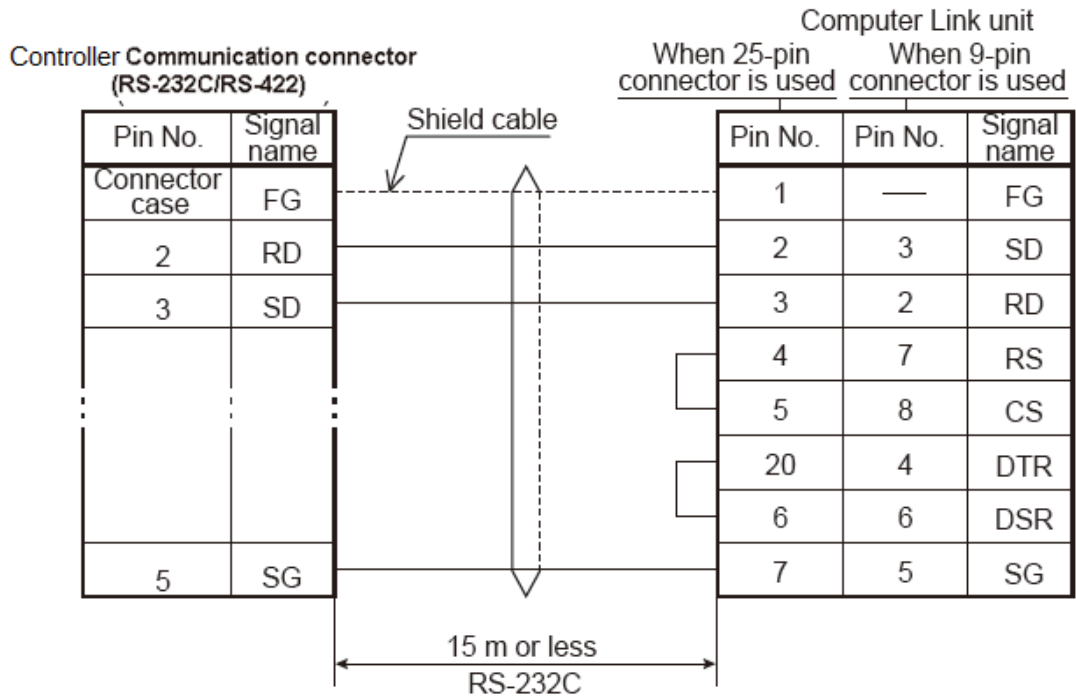 Computer Link unit
Controller Communication connector
(RS-232C/RS-422)
When 25-pin
connector is used
When 9-pin
connector is used
Pin No.
Signal
name
Shield cable
Pin No.
Pin No.
Signal
name
Connector
case
FG
1
—
FG
2
RD
2
3
SD
3
SD
3
2
RD
4
7
RS
5
8
CS
20
4
DTR
6
6
DSR
5
SG
7
5
SG
15 m or less
RS-232C